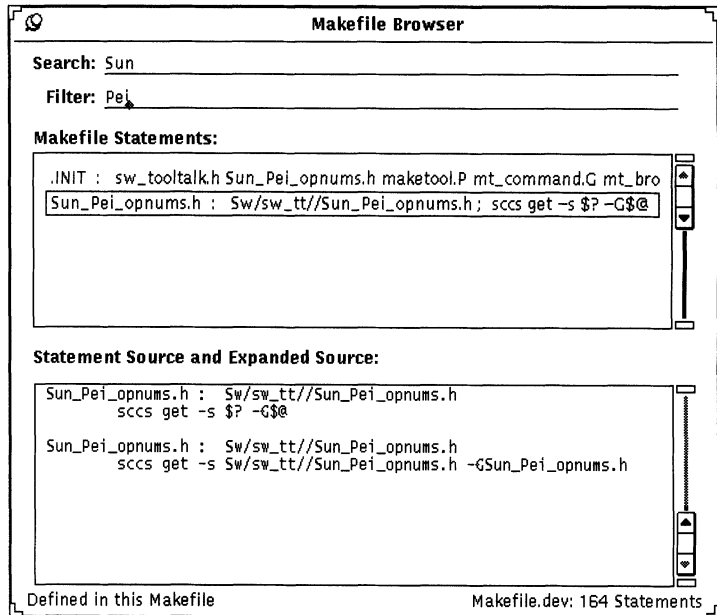 Makefile Browser
Search: Sun
Filter: Pei
Makefile Statements:
.INIT : sw_tooltalk.h Sun_Pei_opnums.h maketool.P mt_command.G mt_bro
Sun_Pei_opnums.h : Sw/sw_tt//Sun_Pei_opnums.h ; sccs get -s $? -G$@
Statement Source and Expanded Source:
Sun_Pei_opnums.h : Sw/sw_tt//Sun_Pei_opnums.h
sccs get -s $? -G$@
Sun_Pei_opnums.h : Sw/sw_tt//Sun_Pei_opnums.h
sccs get -s Sw/sw_tt//Sun_Pei_opnums.h -GSun_Pei_opnums.h
Defined in this Makefile
Makefile.dev: 164 Statements